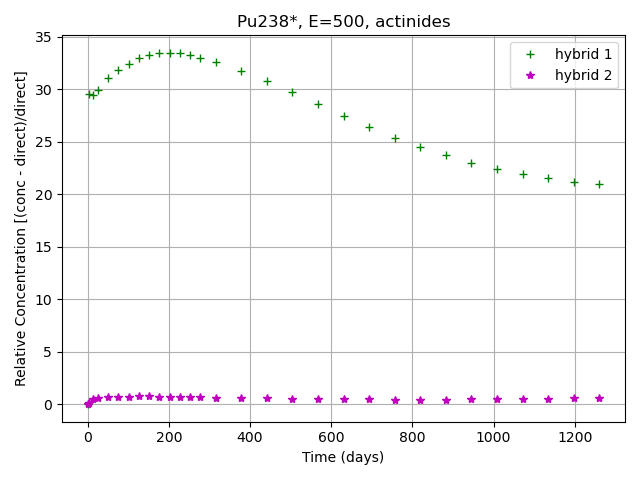 Pu238*, E=500, actinides
Relative Concentration [(conc - direct)/direct]
35
30
25
20
15
10
5
0
hybrid 1
hybrid 2
0 200 400 600 800 1000 1200
Time (days)